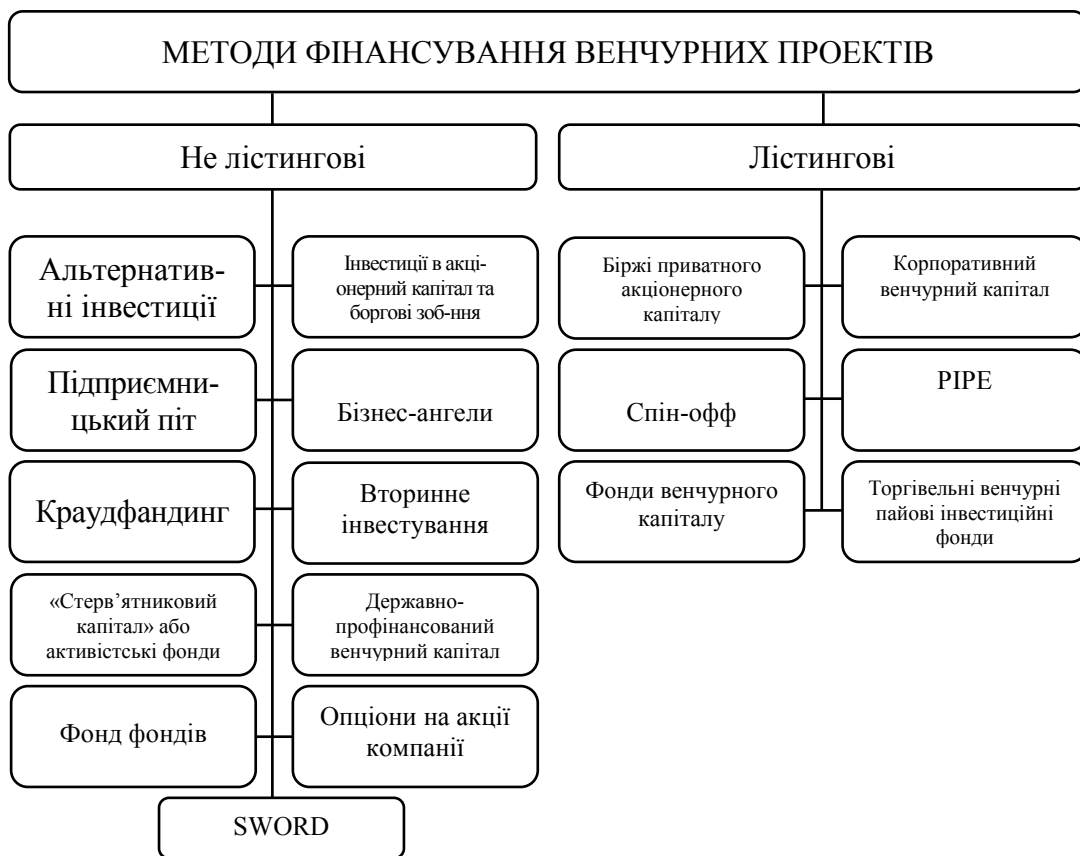 МЕТОДИ ФІНАНСУВАННЯ ВЕНЧУРНИХ ПРОЕКТІВ
Не лістингові
Лістингові
Альтернатив-
ні інвестиції
Інвестиції в акці-
онерний капітал та
боргові зоб-ння
Біржі приватного
акціонерного
капіталу
Корпоративний
венчурний капітал
Підприємни-
цький піт
Бізнес-ангели
Спін-офф
PIPE
Краудфандинг
Вторинне
інвестування
Фонди венчурного
капіталу
Торгівельні венчурні
пайові інвестиційні
фонди
«Стерв’ятниковий
капітал» або
активістські фонди
Державно-
профінансований
венчурний капітал
Фонд фондів
Опціони на акції
компанії
SWORD